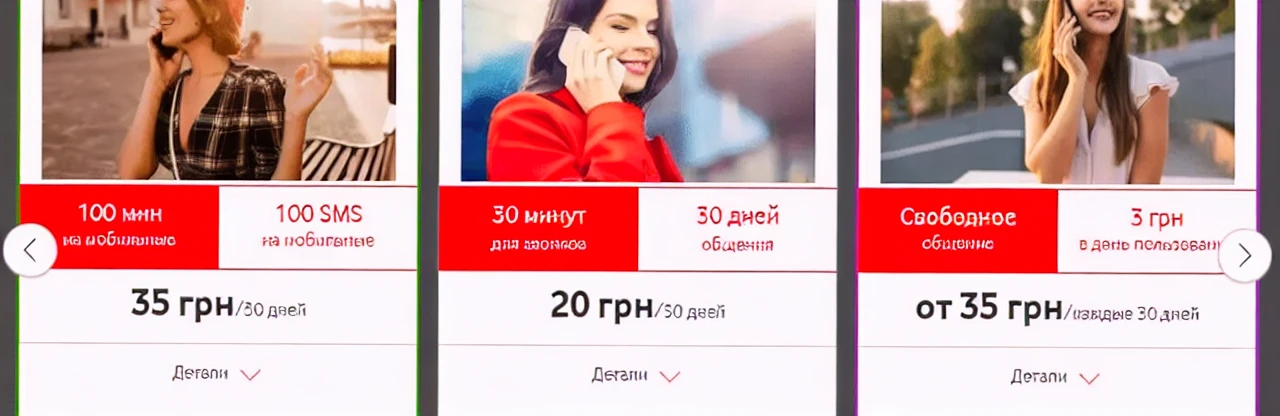 100 мин
на мобильные
100 SMS
на мобильные
35 грн/30 дней
Детали
30 минут
для звонков
30 дней
общения
20 грн/30 дней
Детали
Свободное
общение
3 грн
в день
от 35 грн/каждые 30 дней
Детали